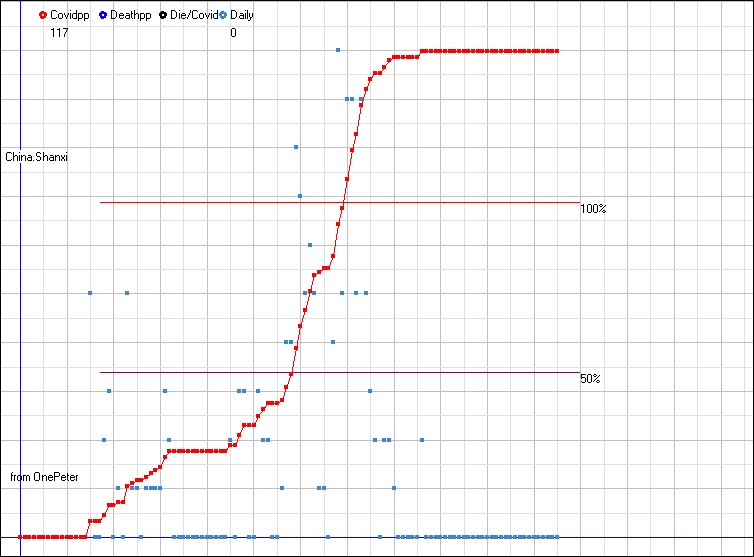 Covidpp Deathpp Die/Covid Daily
117 0
China.Shanxi
100%
50%
from OnePeter